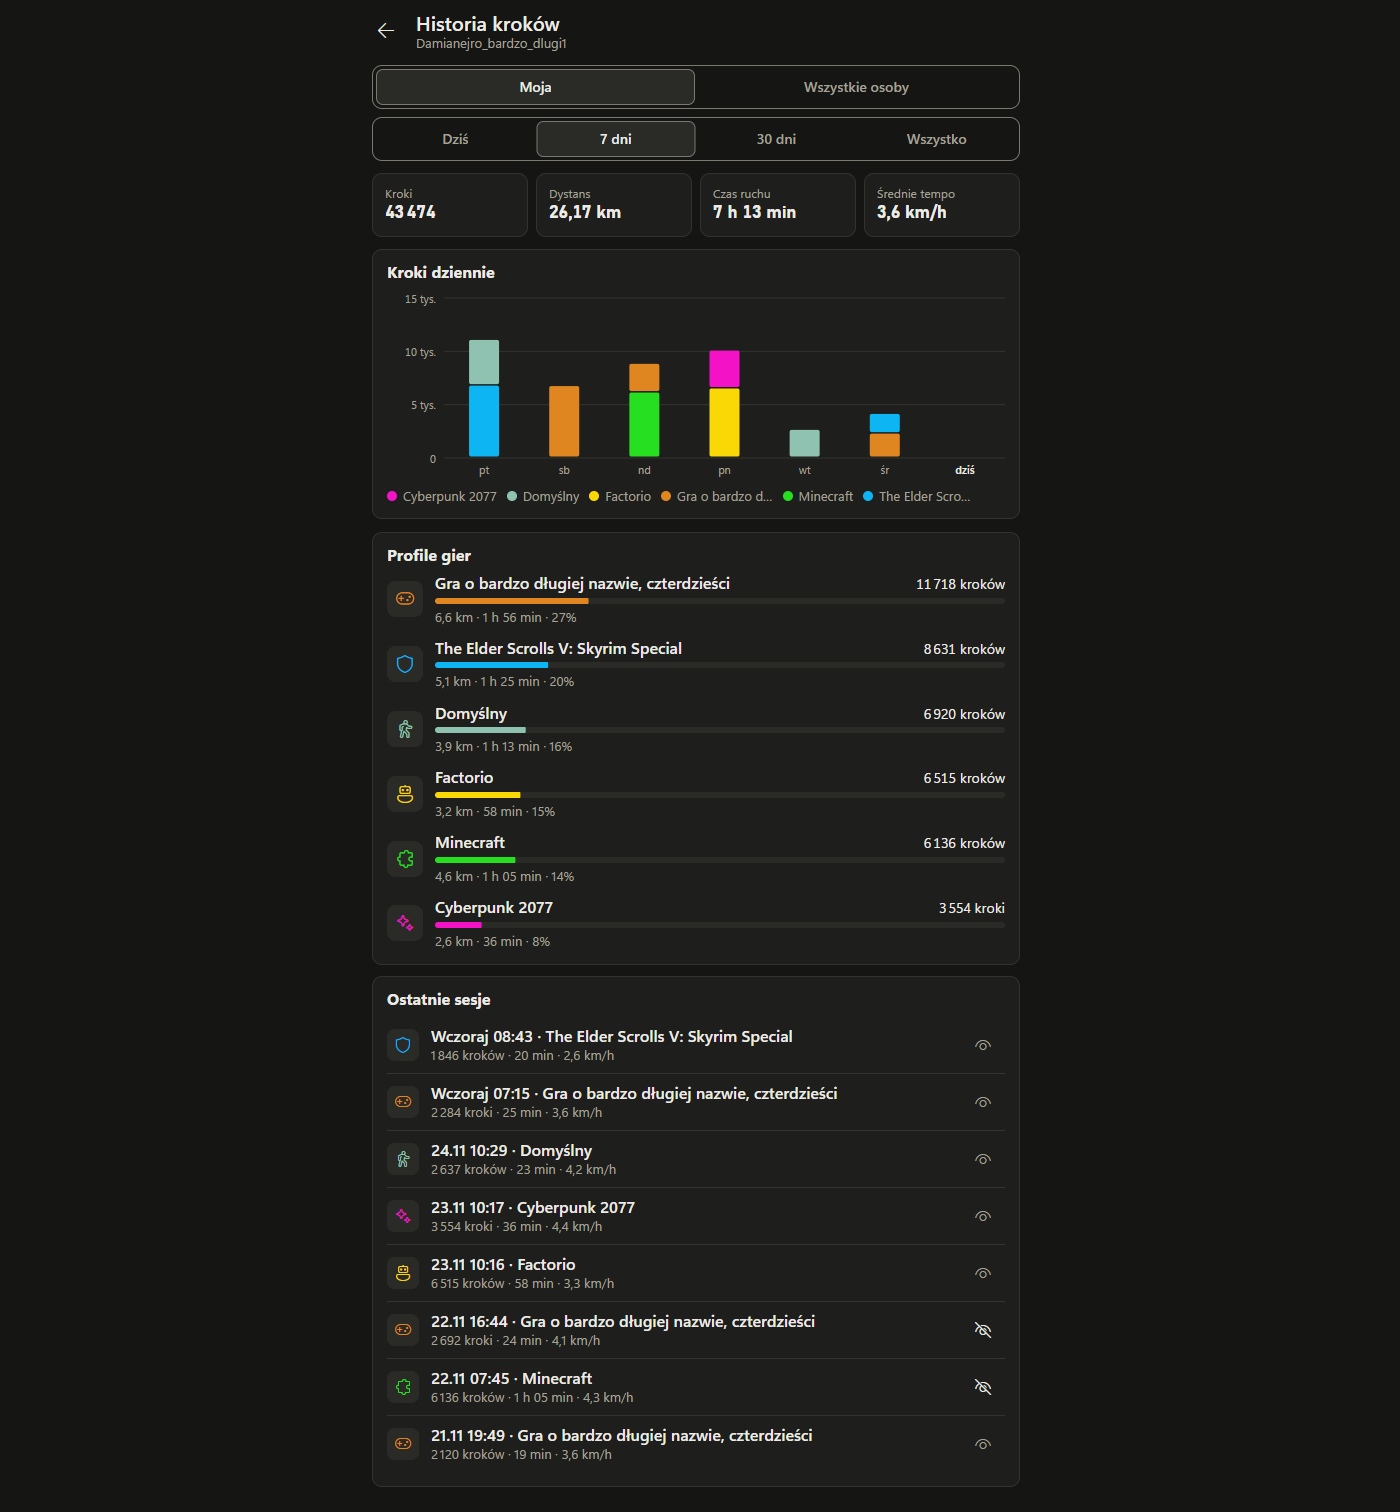 Historia kroków
Damianejro_bardzo_dlugi1
Moja
Wszystkie osoby
Dziś
7 dni
30 dni
Wszystko
Kroki
43 474
Dystans
26,17 km
Czas ruchu
7 h 13 min
Średnie tempo
3,6 km/h
Kroki dziennie
15 tys.
10 tys.
5 tys.
0
pt sb nd pn wt śr dziś
Cyberpunk 2077 Domyślny Factorio Gra o bardzo d... Minecraft The Elder Scro...
Profile gier
Gra o bardzo długiej nazwie, czterdzieści 11 718 kroków
6,6 km · 1 h 56 min · 27%
The Elder Scrolls V: Skyrim Special 8 631 kroków
5,1 km · 1 h 25 min · 20%
Domyślny 6 920 kroków
3,9 km · 1 h 13 min · 16%
Factorio 6 515 kroków
3,2 km · 58 min · 15%
Minecraft 6 136 kroków
4,6 km · 1 h 05 min · 14%
Cyberpunk 2077 3 554 kroki
2,6 km · 36 min · 8%
Ostatnie sesje
Wczoraj 08:43 · The Elder Scrolls V: Skyrim Special
1 846 kroków · 20 min · 2,6 km/h
Wczoraj 07:15 · Gra o bardzo długiej nazwie, czterdzieści
2 284 kroki · 25 min · 3,6 km/h
24.11 10:29 · Domyślny
2 637 kroków · 23 min · 4,2 km/h
23.11 10:17 · Cyberpunk 2077
3 554 kroki · 36 min · 4,4 km/h
23.11 10:16 · Factorio
6 515 kroków · 58 min · 3,3 km/h
22.11 16:44 · Gra o bardzo długiej nazwie, czterdzieści
2 692 kroki · 24 min · 4,1 km/h
22.11 07:45 · Minecraft
6 136 kroków · 1 h 05 min · 4,3 km/h
21.11 19:49 · Gra o bardzo długiej nazwie, czterdzieści
2 120 kroków · 19 min · 3,6 km/h